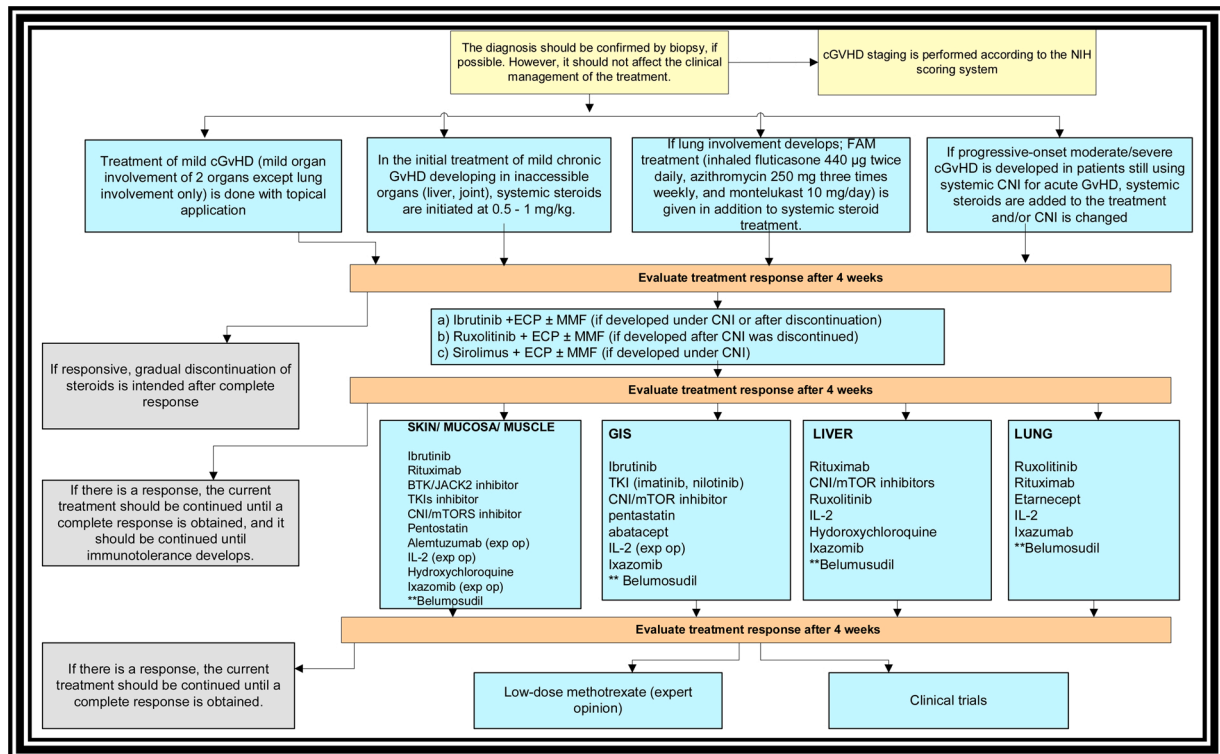 The diagnosis should be confirmed by biopsy, if
possible. However, it should not affect the clinical
management of the treatment.
cGVHD staging is performed according to the NIH
scoring system
Treatment of mild cGvHD (mild organ
involvement of 2 organs except lung
involvement only) is done with topical
application
In the initial treatment of mild chronic
GvHD developing in inaccessible
organs (liver, joint), systemic steroids
are initiated at 0.5 - 1 mg/kg.
If lung involvement develops; FAM
treatment (inhaled fluticasone 440 µg twice
daily, azithromycin 250 mg three times
weekly, and montelukast 10 mg/day) is
given in addition to systemic steroid
treatment.
If progressive-onset moderate/severe
cGvHD is developed in patients still using
systemic CNI for acute GvHD, systemic
steroids are added to the treatment
and/or CNI is changed
Evaluate treatment response after 4 weeks
a) Ibrutinib +ECP ± MMF (if developed under CNI or after discontinuation)
b) Ruxolitinib + ECP ± MMF (if developed after CNI was discontinued)
c) Sirolimus + ECP ± MMF (if developed under CNI)
If responsive, gradual discontinuation of
steroids is intended after complete
response
Evaluate treatment response after 4 weeks
SKIN/ MUCOSA/ MUSCLE
Ibrutinib
Rituximab
BTK/JACK2 inhibitor
TKIs inhibitor
CNI/mTORS inhibitor
Pentostatin
Alemtuzumab (exp op)
IL-2 (exp op)
Hydroxychloroquine
Ixazomib (exp op)
**Belumosudil
GIS
Ibrutinib
TKI (imatinib, nilotinib)
CNI/mTOR inhibitor
pentastatin
abatacept
IL-2 (exp op)
Ixazomib
** Belumosudil
LIVER
Rituximab
CNI/mTOR inhibitors
Ruxolitinib
IL-2
Hydoroxychloroquine
Ixazomib
**Belumusudil
LUNG
Ruxolitinib
Rituximab
Etarnecept
IL-2
Ixazumab
**Belumosudil
If there is a response, the current
treatment should be continued until a
complete response is obtained, and it
should be continued until
immunotolerance develops.
Evaluate treatment response after 4 weeks
If there is a response, the current
treatment should be continued until a
complete response is obtained.
Low-dose methotrexate (expert
opinion)
Clinical trials